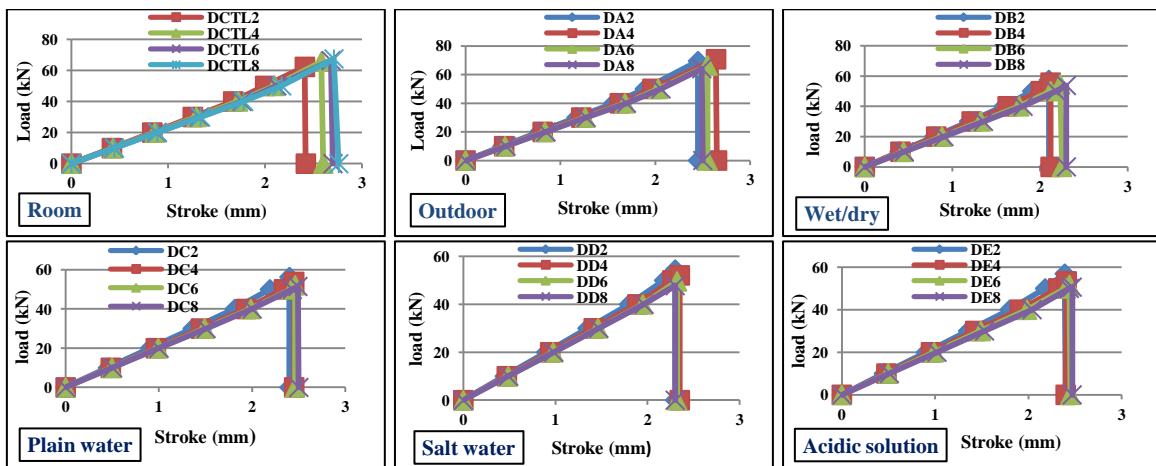 DCTL2
DCTL4
DCTL6
DCTL8
80
60
40
20
0
Load (kN)
0 1 2 3
Stroke (mm)
Room
DA2
DA4
DA6
DA8
80
60
40
20
0
Load (kN)
0 1 2 3
Stroke (mm)
Outdoor
DB2
DB4
DB6
DB8
80
60
40
20
0
load (kN)
0 1 2 3
Stroke (mm)
Wet/dry
DC2
DC4
DC6
DC8
60
40
20
0
load (kN)
0 1 2 3
Stroke (mm)
Plain water
DD2
DD4
DD6
DD8
60
40
20
0
load (kN)
0 1 2 3
Stroke (mm)
Salt water
DE2
DE4
DE6
DE8
60
40
20
0
load (kN)
0 1 2 3
Stroke (mm)
Acidic solution